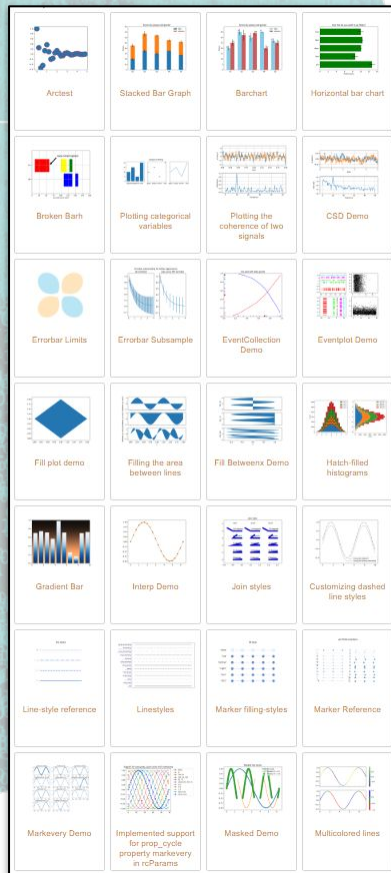 Arctest
Stacked Bar Graph
Barchart
Horizontal bar chart
Broken Barh
Plotting categorical
variables
Plotting the
coherence of two
signals
CSD Demo
Errorbar Limits
Errorbar Subsample
EventCollection
Demo
Eventplot Demo
Fill plot demo
Filling the area
between lines
Fill Betweenx Demo
Hatch-filled
histograms
Gradient Bar
Interp Demo
Join styles
Customizing dashed
line styles
Line-style reference
Linestyles
Marker filling-styles
Marker Reference
Markevery Demo
Implemented support
for prop_cycle
property markevery
in rcParams
Masked Demo
Multicolored lines